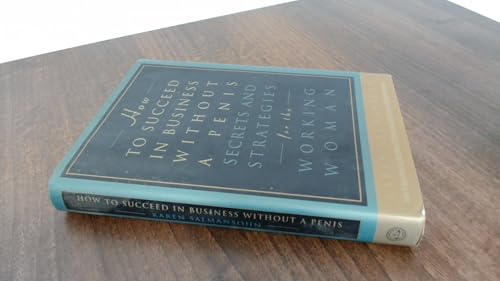 How
TO SUCCEED
IN BUSINESS
WITHOUT
A PENIS
SECRETS AND
STRATEGIES
for the
WORKING
WOMAN
HOW TO SUCCEED IN BUSINESS WITHOUT A PENIS
KAREN SALMANSOHN